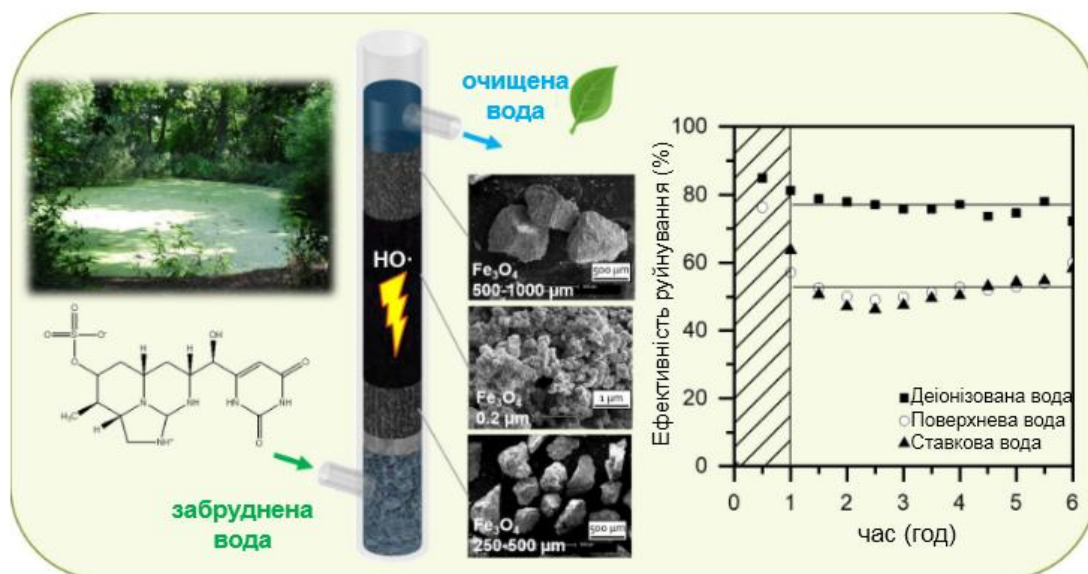 очищена
вода
HO·
Fe₃O₄
500-1000 µm
500 µm
Fe₃O₄
0.2 µm
1 µm
Fe₃O₄
250-500 µm
500 µm
забруднена
вода
O
O
S
O⁻
O
H
H
OH
O
H₃C
N
NH
HN
NH
H
NH⁺
O
Ефективність руйнування (%)
100
80
60
40
20
0
Деіонізована вода
Поверхнева вода
Ставкова вода
0 1 2 3 4 5 6
час (год)